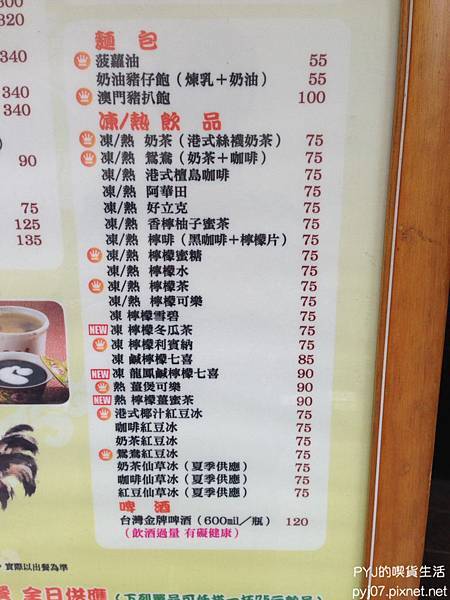 300
320
340
340
340
90
75
125
135
麵包
菠蘿油 55
奶油豬仔飽（煉乳＋奶油） 55
澳門豬扒飽 100
凍/熱飲品
凍/熱 奶茶（港式絲襪奶茶） 75
凍/熱 鴛鴦（奶茶＋咖啡） 75
凍/熱 港式檀島咖啡 75
凍/熱 阿華田 75
凍/熱 好立克 75
凍/熱 香檸柚子蜜茶 75
凍/熱 檸啡（黑咖啡＋檸檬片） 75
凍/熱 檸檬蜜糖 75
凍/熱 檸檬水 75
凍/熱 檸檬茶 75
凍/熱 檸檬可樂 75
凍 檸檬雪碧 75
NEW 凍 檸檬冬瓜茶 75
凍 檸檬利賓納 75
凍 鹹檸檬七喜 85
NEW 凍 龍鳳鹹檸檬七喜 90
熱 薑煲可樂 90
NEW 熱 檸檬薑蜜茶 90
港式椰汁紅豆冰 75
咖啡紅豆冰 75
奶茶紅豆冰 75
鴛鴦紅豆冰 75
奶茶仙草冰（夏季供應） 75
咖啡仙草冰（夏季供應） 75
紅豆仙草冰（夏季供應） 75
啤酒
台灣金牌啤酒（600mil／瓶） 120
（飲酒過量 有礙健康）
，實際以出餐為準
全日供應
PYJ的喫貨生活
pyj07.pixnet.net